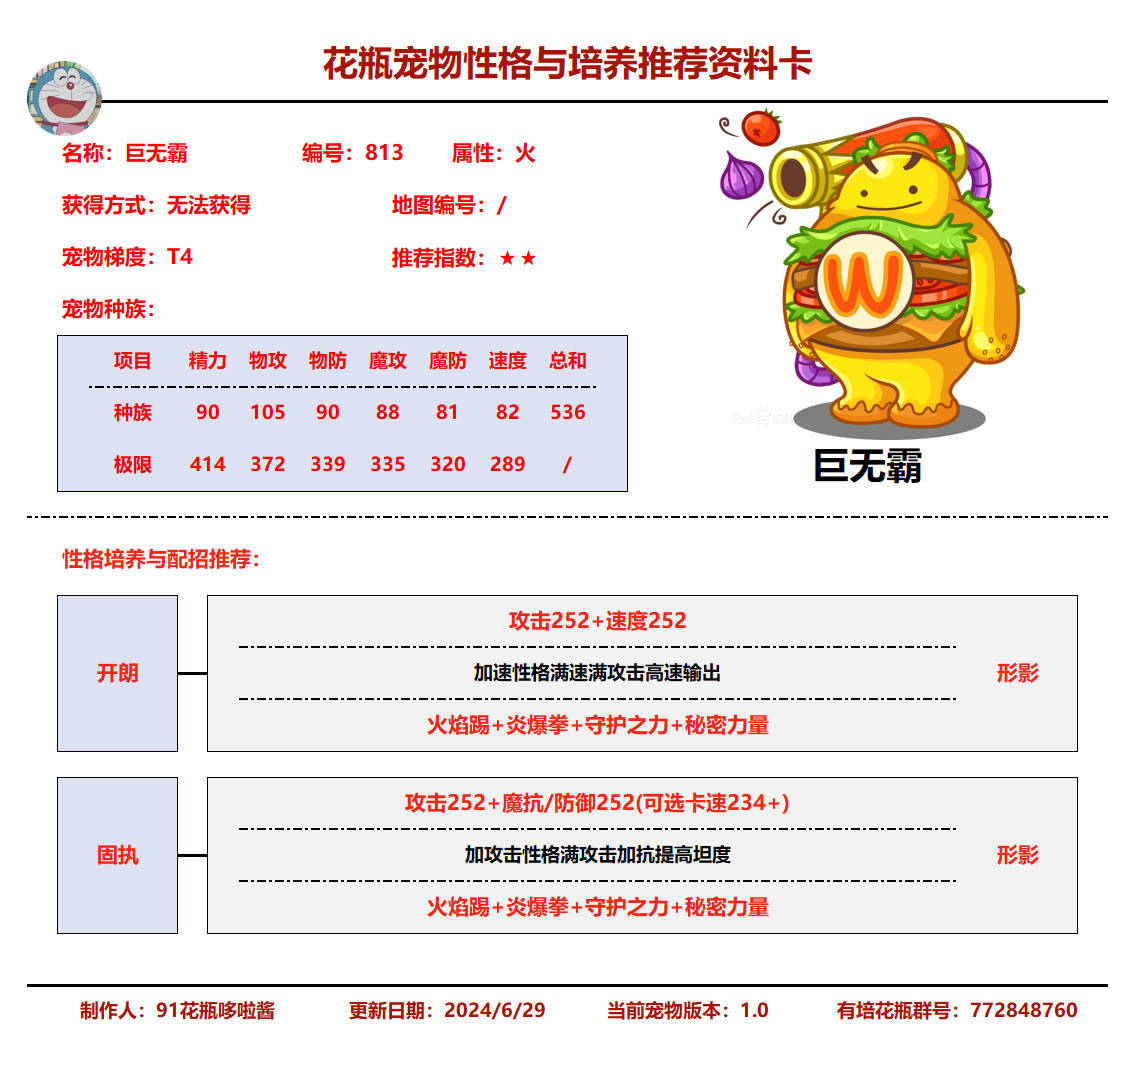 花瓶宠物性格与培养推荐资料卡
名称：巨无霸 编号：813 属性：火
获得方式：无法获得 地图编号：/
宠物梯度：T4 推荐指数：★★
宠物种族：
项目 精力 物攻 物防 魔攻 魔防 速度 总和
种族 90 105 90 88 81 82 536
极限 414 372 339 335 320 289 /
W
巨无霸
性格培养与配招推荐：
开朗
攻击252+速度252
加速性格满速满攻击高速输出
火焰踢+炎爆拳+守护之力+秘密力量
形影
固执
攻击252+魔抗/防御252(可选卡速234+)
加攻击性格满攻击加抗提高坦度
火焰踢+炎爆拳+守护之力+秘密力量
形影
制作人：91花瓶哆啦酱 更新日期：2024/6/29 当前宠物版本：1.0 有培花瓶群号：772848760